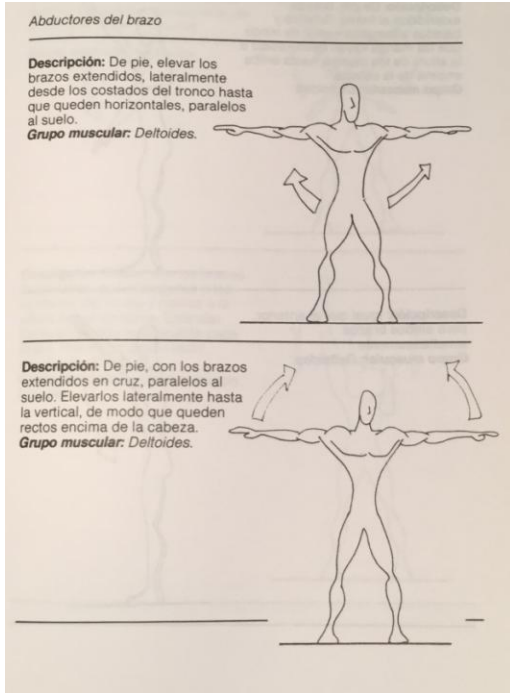 Abductores del brazo
Descripción: De pie, elevar los
brazos extendidos, lateralmente
desde los costados del tronco hasta
que queden horizontales, paralelos
al suelo.
Grupo muscular: Deltoides.
Descripción: De pie, con los brazos
extendidos en cruz, paralelos al
suelo. Elevarlos lateralmente hasta
la vertical, de modo que queden
rectos encima de la cabeza.
Grupo muscular: Deltoides.